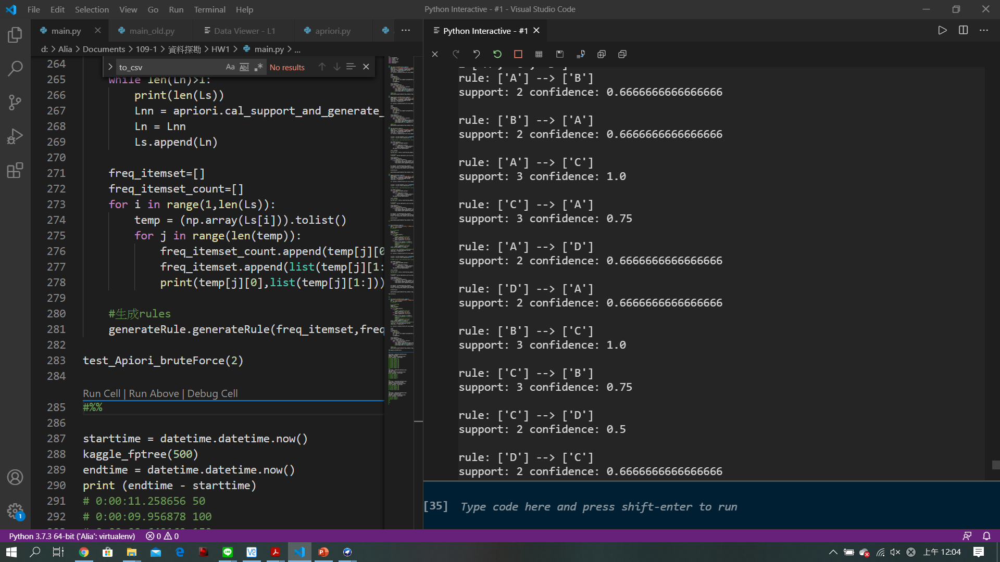 File Edit Selection View Go Run Terminal Help
Python Interactive - #1 - Visual Studio Code
main.py
main_old.py
Data Viewer - L1
apriori.py
Python Interactive - #1
d: > Alia > Documents > 109-1 > 資料探勘 > HW1 > main.py > ...
to_csv
Aa Abl
No results
264
265 while len(Ln)>1:
266 print(len(Ls))
267 Lnn = apriori.cal_support_and_generate_
268 Ln = Lnn
269 Ls.append(Ln)
270
271 freq_itemset=[]
272 freq_itemset_count=[]
273 for i in range(1,len(Ls)):
274 temp = (np.array(Ls[i])).tolist()
275 for j in range(len(temp)):
276 freq_itemset_count.append(temp[j][0
277 freq_itemset.append(list(temp[j][1:
278 print(temp[j][0],list(temp[j][1:]))
279
280 #生成rules
281 generateRule.generateRule(freq_itemset,freq
282
283 test_Apiori_bruteForce(2)
284
Run Cell | Run Above | Debug Cell
285 #%%
286
287 starttime = datetime.datetime.now()
288 kaggle_fptree(500)
289 endtime = datetime.datetime.now()
290 print (endtime - starttime)
291 # 0:00:11.258656 50
292 # 0:00:09.956878 100
rule: ['A'] --> ['B']
support: 2 confidence: 0.6666666666666666
rule: ['B'] --> ['A']
support: 2 confidence: 0.6666666666666666
rule: ['A'] --> ['C']
support: 3 confidence: 1.0
rule: ['C'] --> ['A']
support: 3 confidence: 0.75
rule: ['A'] --> ['D']
support: 2 confidence: 0.6666666666666666
rule: ['D'] --> ['A']
support: 2 confidence: 0.6666666666666666
rule: ['B'] --> ['C']
support: 3 confidence: 1.0
rule: ['C'] --> ['B']
support: 3 confidence: 0.75
rule: ['C'] --> ['D']
support: 2 confidence: 0.5
rule: ['D'] --> ['C']
support: 2 confidence: 0.6666666666666666
[35] Type code here and press shift-enter to run
1
Python 3.7.3 64-bit ('Alia': virtualenv) 0 0
上午 12:04